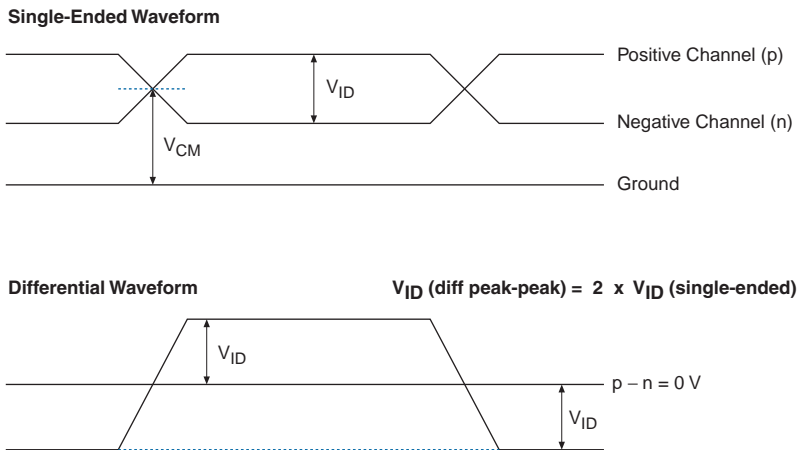 Single-Ended Waveform
Positive Channel (p)
VID
Negative Channel (n)
VCM
Ground
Differential Waveform
VID (diff peak-peak) = 2 x VID (single-ended)
VID
p − n = 0 V
VID